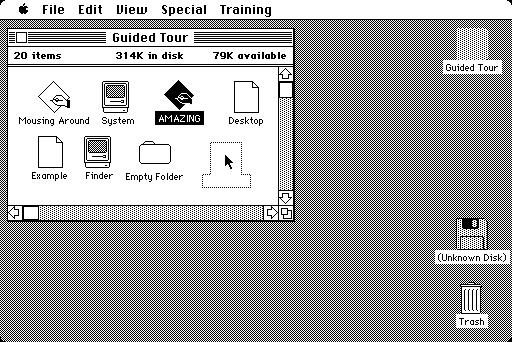 File Edit View Special Training
Guided Tour
20 items 314K in disk 79K available
Mousing Around System AMAZING Desktop
Example Finder Empty Folder
Guided Tour
(Unknown Disk)
Trash